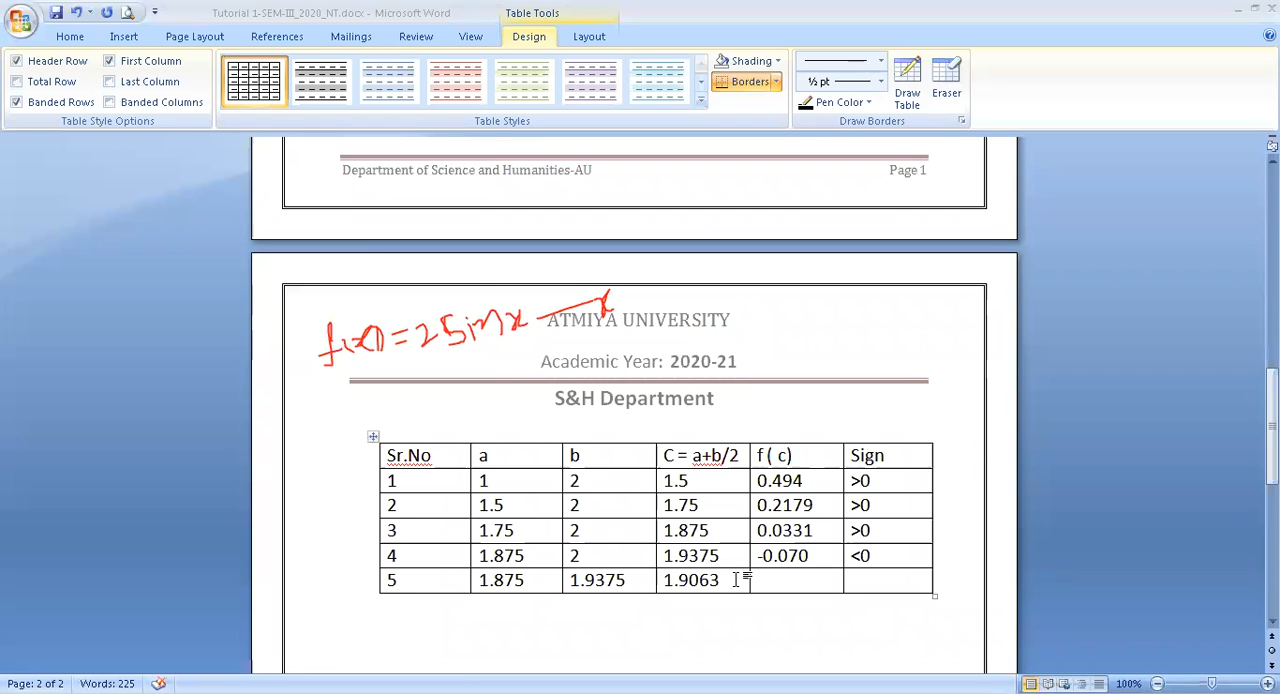 Tutorial 1-SEM-III_2020_NT.docx - Microsoft Word
Table Tools
Home Insert Page Layout References Mailings Review View Design Layout
Header Row First Column
Total Row Last Column
Banded Rows Banded Columns
Table Style Options
Table Styles
Shading
Borders
½ pt
Pen Color
Draw Table
Eraser
Draw Borders
Department of Science and Humanities-AU Page 1
f(x) = 2 Sin x - x
ATMIYA UNIVERSITY
Academic Year: 2020-21
S&H Department
Sr.No a b C = a+b/2 f ( c) Sign
1 1 2 1.5 0.494 >0
2 1.5 2 1.75 0.2179 >0
3 1.75 2 1.875 0.0331 >0
4 1.875 2 1.9375 -0.070 <0
5 1.875 1.9375 1.9063
Page: 2 of 2 Words: 225 100%